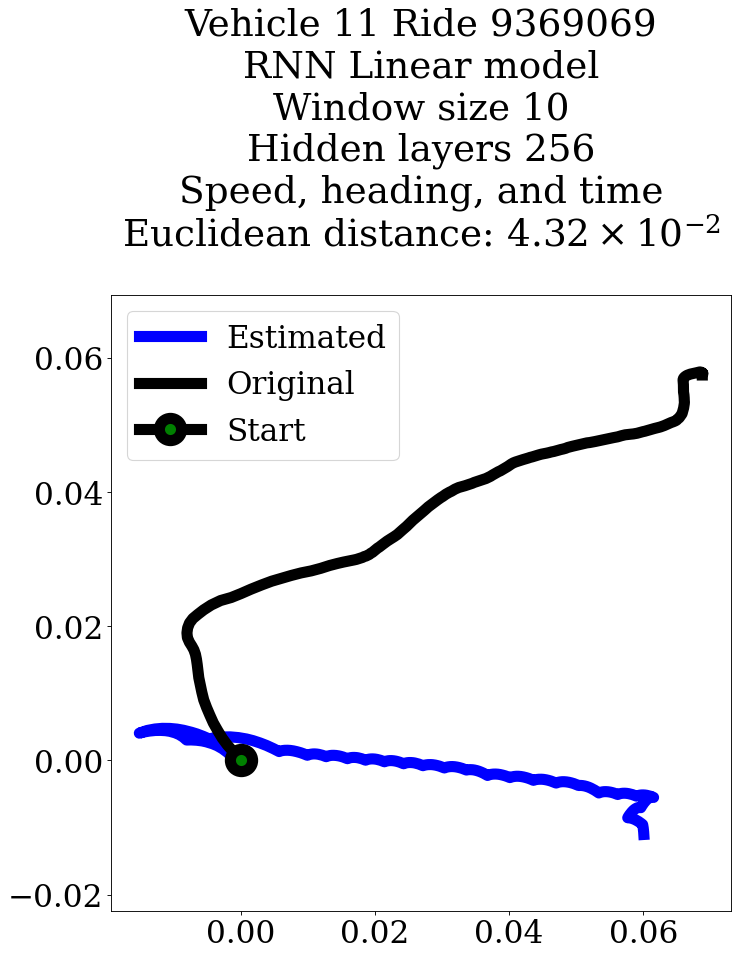 Vehicle 11 Ride 9369069
RNN Linear model
Window size 10
Hidden layers 256
Speed, heading, and time
Euclidean distance: 4.32 × 10⁻²
Estimated
Original
Start
0.06
0.04
0.02
0.00
−0.02
0.00 0.02 0.04 0.06